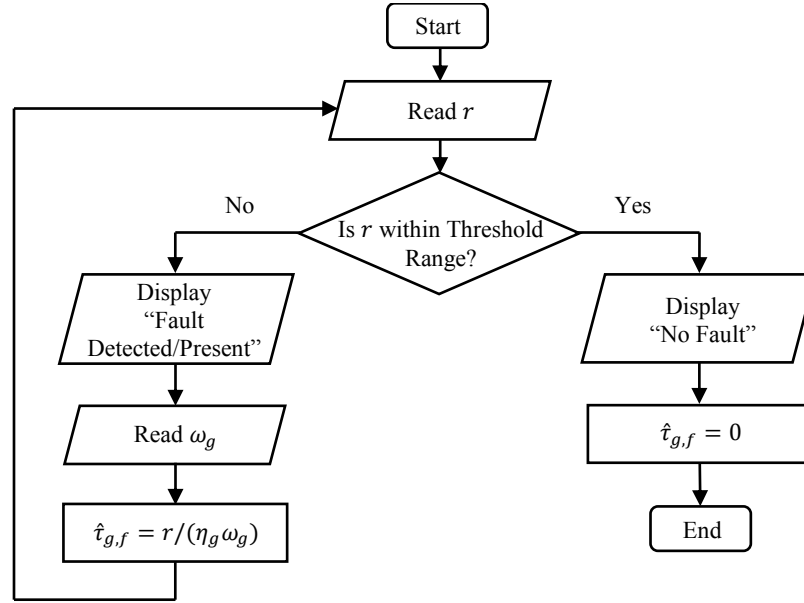 Start
Read r
No
Yes
Is r within Threshold
Range?
Display
“Fault
Detected/Present”
Display
“No Fault”
Read ω_g
τ̂_{g,f} = 0
τ̂_{g,f} = r/(η_g ω_g)
End